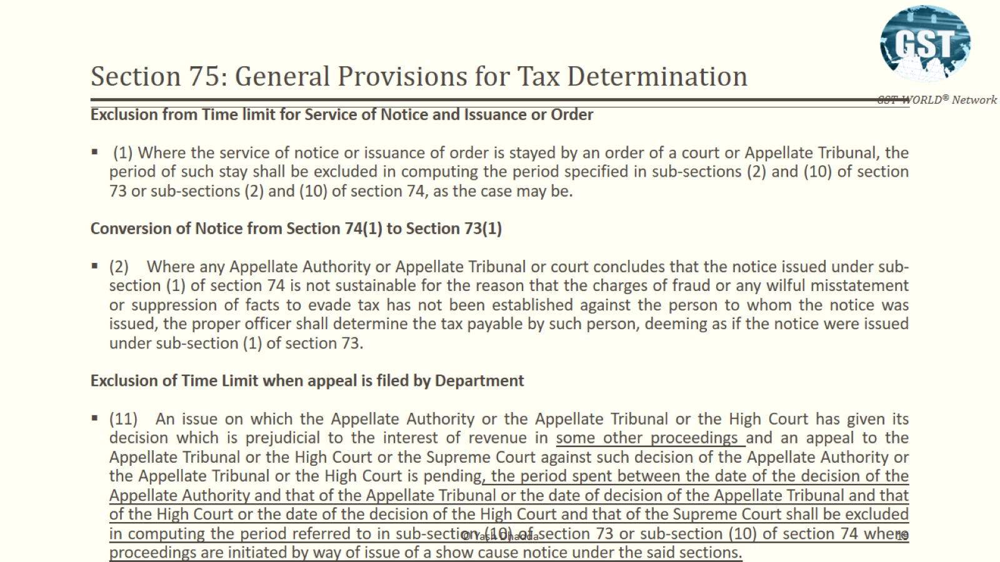 GST
Section 75: General Provisions for Tax Determination
GST WORLD® Network
Exclusion from Time limit for Service of Notice and Issuance or Order
▪ (1) Where the service of notice or issuance of order is stayed by an order of a court or Appellate Tribunal, the
period of such stay shall be excluded in computing the period specified in sub-sections (2) and (10) of section
73 or sub-sections (2) and (10) of section 74, as the case may be.
Conversion of Notice from Section 74(1) to Section 73(1)
▪ (2) Where any Appellate Authority or Appellate Tribunal or court concludes that the notice issued under sub-
section (1) of section 74 is not sustainable for the reason that the charges of fraud or any wilful misstatement
or suppression of facts to evade tax has not been established against the person to whom the notice was
issued, the proper officer shall determine the tax payable by such person, deeming as if the notice were issued
under sub-section (1) of section 73.
Exclusion of Time Limit when appeal is filed by Department
▪ (11) An issue on which the Appellate Authority or the Appellate Tribunal or the High Court has given its
decision which is prejudicial to the interest of revenue in some other proceedings and an appeal to the
Appellate Tribunal or the High Court or the Supreme Court against such decision of the Appellate Authority or
the Appellate Tribunal or the High Court is pending, the period spent between the date of the decision of the
Appellate Authority and that of the Appellate Tribunal or the date of decision of the Appellate Tribunal and that
of the High Court or the date of the decision of the High Court and that of the Supreme Court shall be excluded
in computing the period referred to in sub-section (10) of section 73 or sub-section (10) of section 74 where
proceedings are initiated by way of issue of a show cause notice under the said sections.
© Yash Dhadda